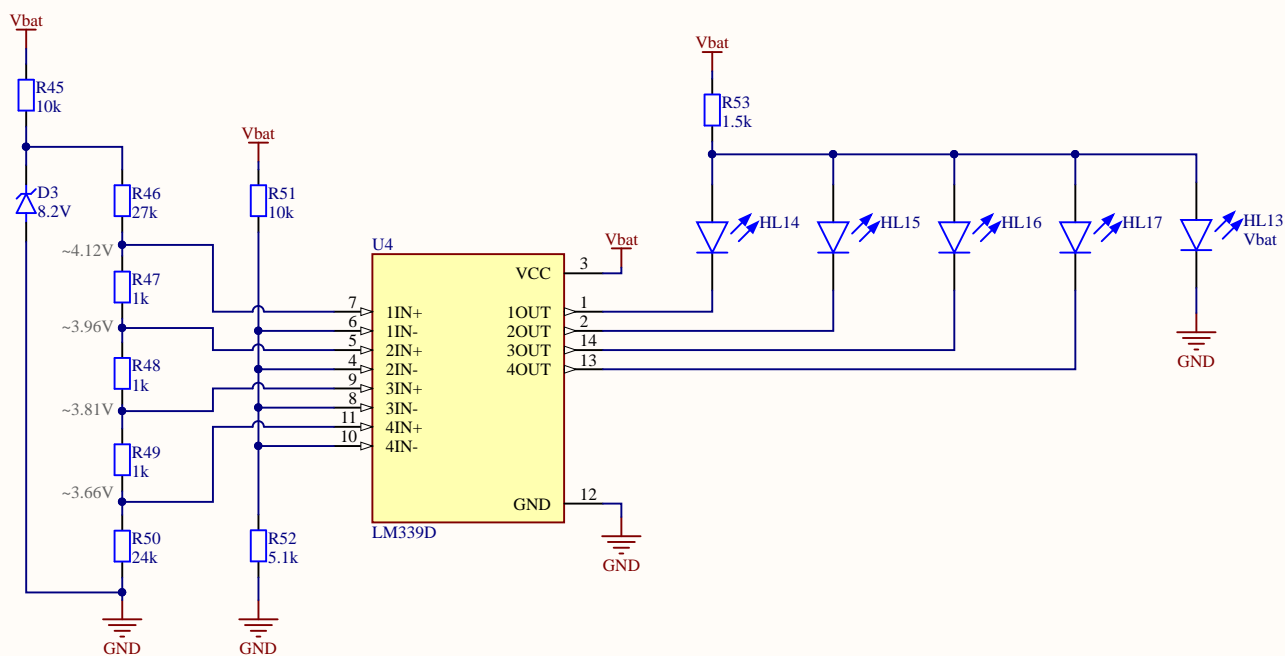 Vbat
R45
10k
D3
8.2V
R46
27k
~4.12V
R47
1k
~3.96V
R48
1k
~3.81V
R49
1k
~3.66V
R50
24k
GND
Vbat
R51
10k
R52
5.1k
GND
U4
VCC
3
Vbat
7
1IN+
6
1IN-
5
2IN+
4
2IN-
9
3IN+
8
3IN-
11
4IN+
10
4IN-
1OUT
1
2OUT
2
3OUT
14
4OUT
13
GND
12
GND
LM339D
Vbat
R53
1.5k
HL14
HL15
HL16
HL17
HL13
Vbat
GND